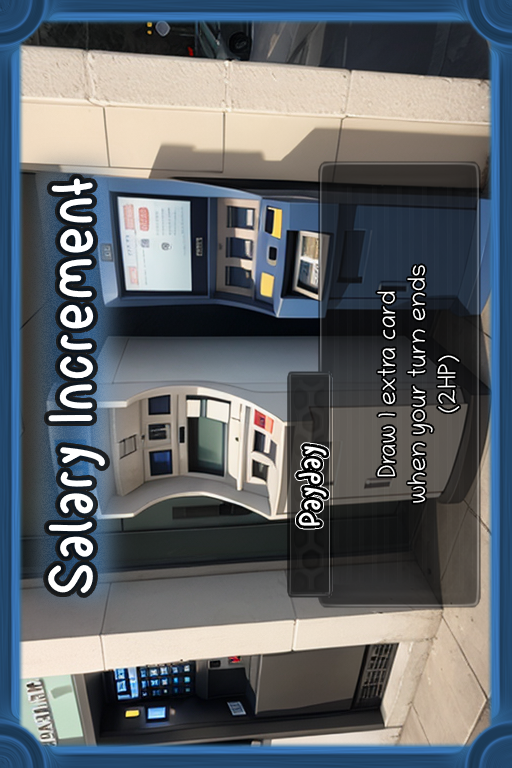 Salary Increment
Payday
Draw 1 extra card
when your turn ends
(2HP)